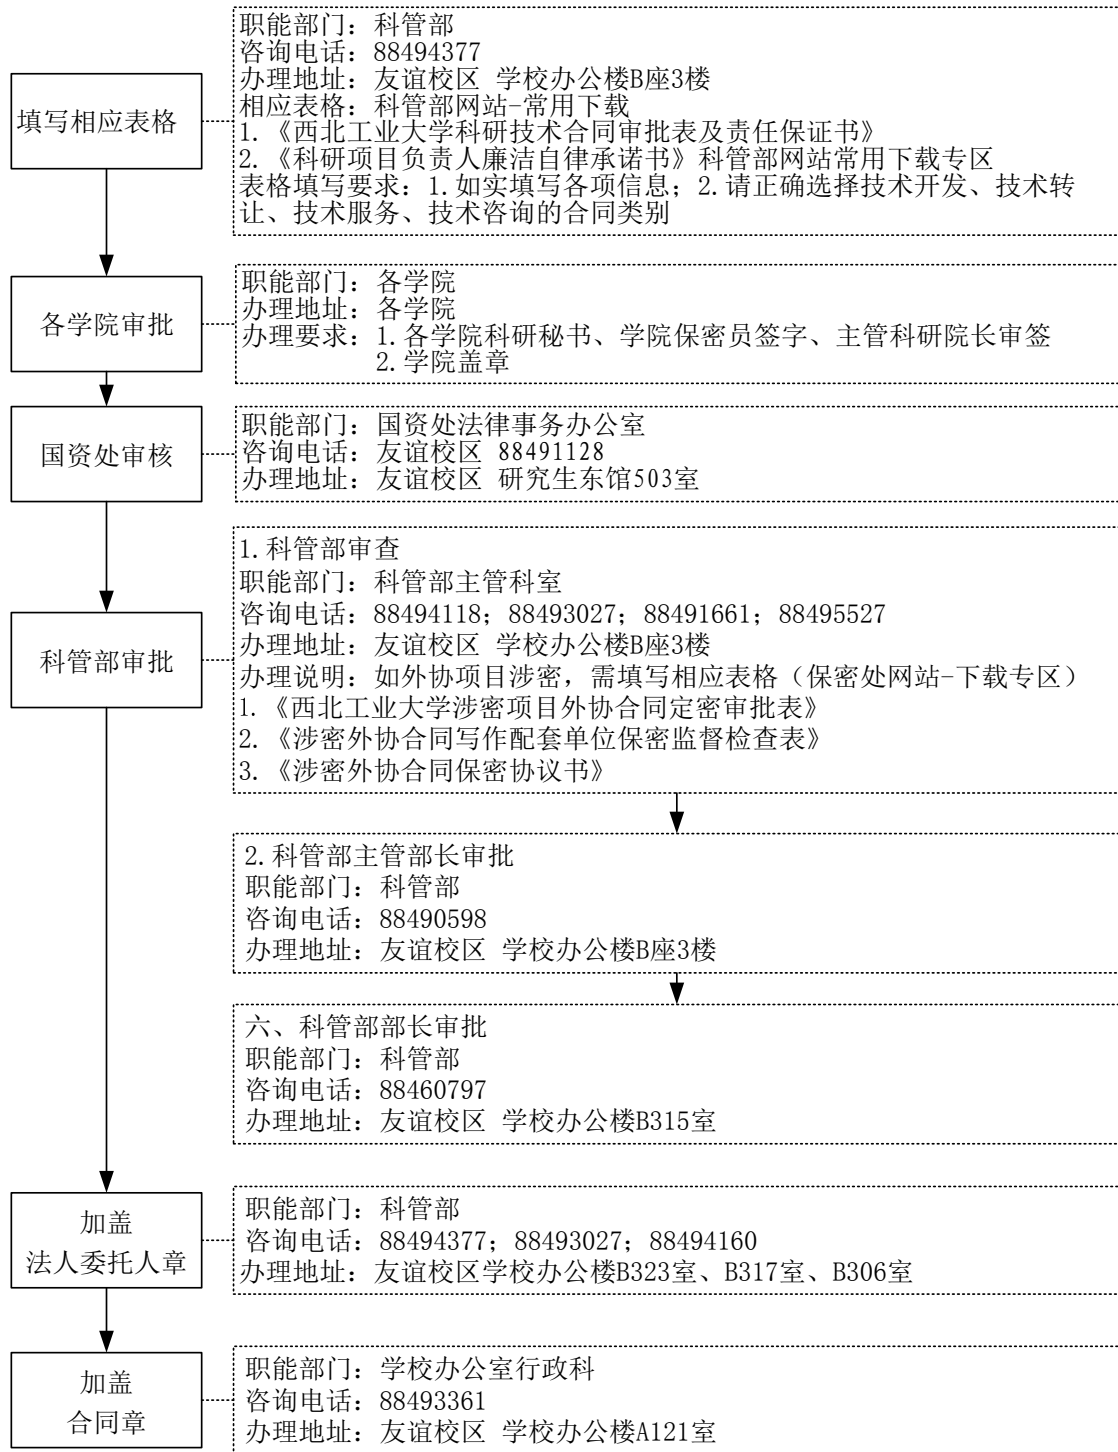 填写相应表格
职能部门：科管部
咨询电话：88494377
办理地址：友谊校区 学校办公楼B座3楼
相应表格：科管部网站-常用下载
1.《西北工业大学科研技术合同审批表及责任保证书》
2.《科研项目负责人廉洁自律承诺书》科管部网站常用下载专区
表格填写要求：1.如实填写各项信息；2.请正确选择技术开发、技术转
让、技术服务、技术咨询的合同类别
各学院审批
职能部门：各学院
办理地址：各学院
办理要求：1.各学院科研秘书、学院保密员签字、主管科研院长审签
2.学院盖章
国资处审核
职能部门：国资处法律事务办公室
咨询电话：友谊校区 88491128
办理地址：友谊校区 研究生东馆503室
科管部审批
1.科管部审查
职能部门：科管部主管科室
咨询电话：88494118；88493027；88491661；88495527
办理地址：友谊校区 学校办公楼B座3楼
办理说明：如外协项目涉密，需填写相应表格（保密处网站-下载专区）
1.《西北工业大学涉密项目外协合同定密审批表》
2.《涉密外协合同写作配套单位保密监督检查表》
3.《涉密外协合同保密协议书》
2.科管部主管部长审批
职能部门：科管部
咨询电话：88490598
办理地址：友谊校区 学校办公楼B座3楼
六、科管部部长审批
职能部门：科管部
咨询电话：88460797
办理地址：友谊校区 学校办公楼B315室
加盖
法人委托人章
职能部门：科管部
咨询电话：88494377；88493027；88494160
办理地址：友谊校区学校办公楼B323室、B317室、B306室
加盖
合同章
职能部门：学校办公室行政科
咨询电话：88493361
办理地址：友谊校区 学校办公楼A121室